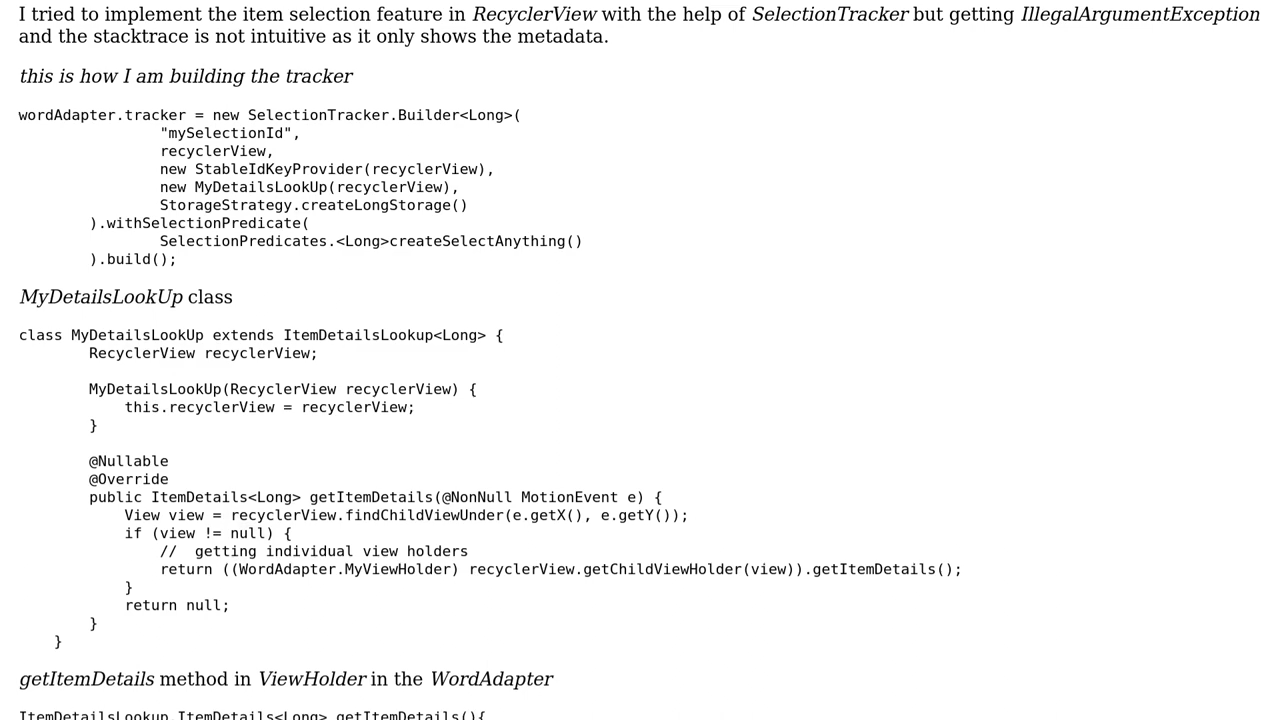 I tried to implement the item selection feature in RecyclerView with the help of SelectionTracker but getting IllegalArgumentException
and the stacktrace is not intuitive as it only shows the metadata.
this is how I am building the tracker
wordAdapter.tracker = new SelectionTracker.Builder<Long>(
                "mySelectionId",
                recyclerView,
                new StableIdKeyProvider(recyclerView),
                new MyDetailsLookUp(recyclerView),
                StorageStrategy.createLongStorage()
        ).withSelectionPredicate(
                SelectionPredicates.<Long>createSelectAnything()
        ).build();
MyDetailsLookUp class
class MyDetailsLookUp extends ItemDetailsLookup<Long> {
        RecyclerView recyclerView;
        MyDetailsLookUp(RecyclerView recyclerView) {
            this.recyclerView = recyclerView;
        }
        @Nullable
        @Override
        public ItemDetails<Long> getItemDetails(@NonNull MotionEvent e) {
            View view = recyclerView.findChildViewUnder(e.getX(), e.getY());
            if (view != null) {
                //  getting individual view holders
                return ((WordAdapter.MyViewHolder) recyclerView.getChildViewHolder(view)).getItemDetails();
            }
            return null;
        }
    }
getItemDetails method in ViewHolder in the WordAdapter
ItemDetailsLookup.ItemDetails<Long> getItemDetails(){